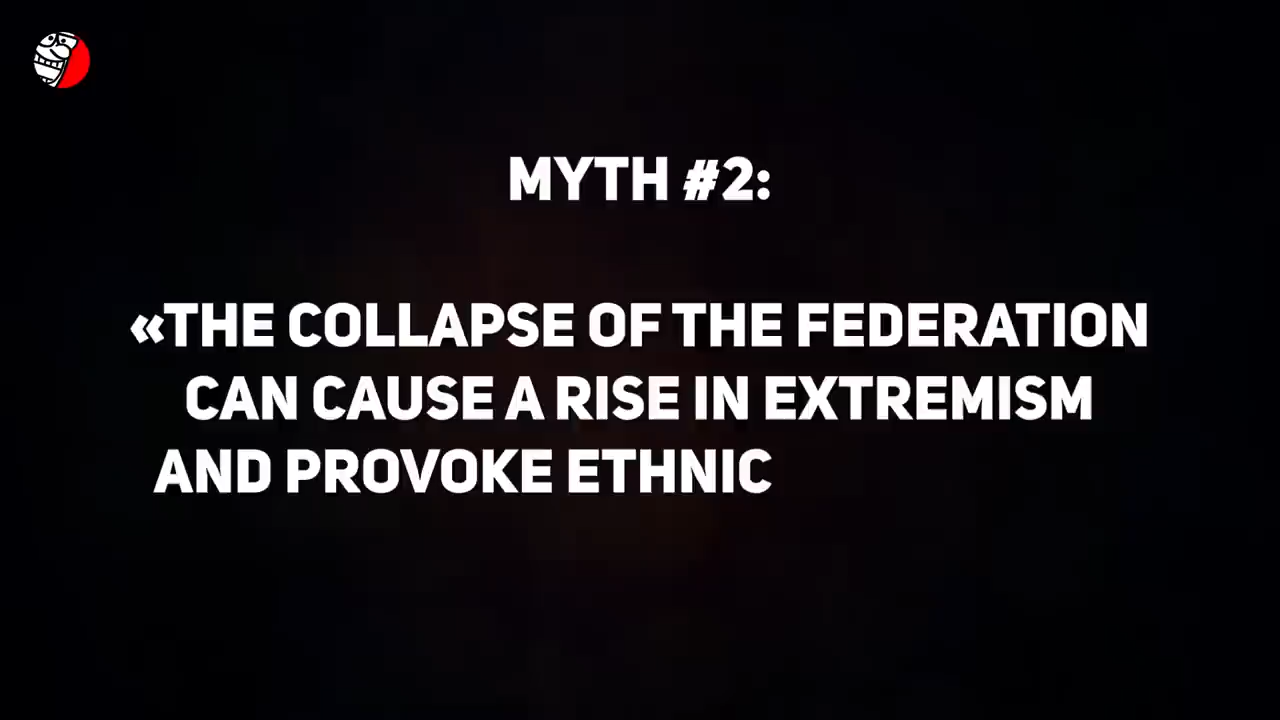 MYTH #2:
«THE COLLAPSE OF THE FEDERATION
CAN CAUSE A RISE IN EXTREMISM
AND PROVOKE ETHNIC